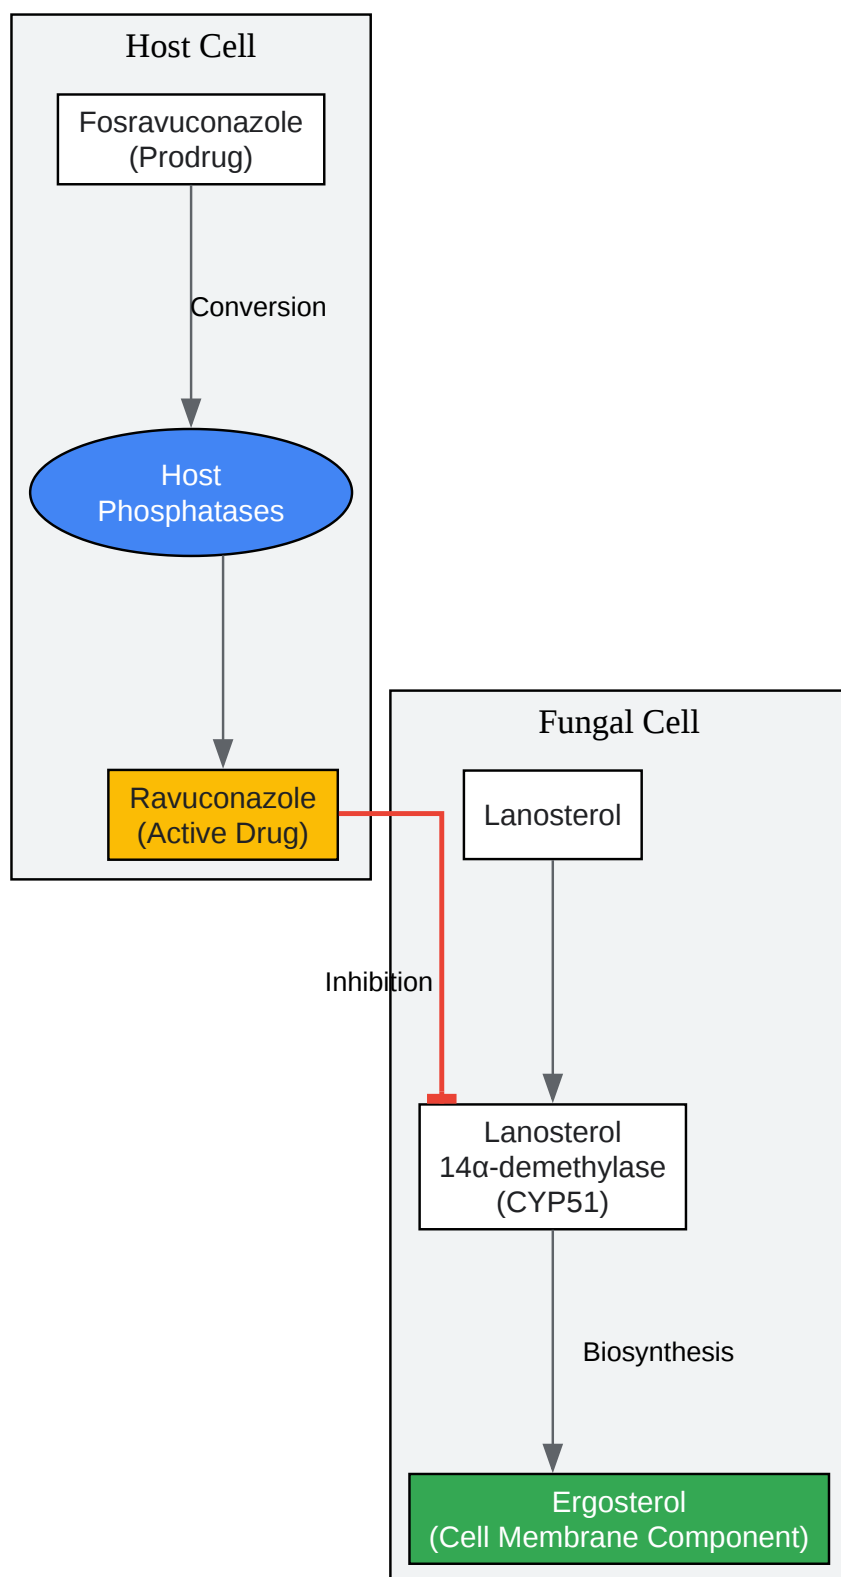 Host Cell
Fosravuconazole
(Prodrug)
Conversion
Host
Phosphatases
Ravuconazole
(Active Drug)
Inhibition
Fungal Cell
Lanosterol
Lanosterol
14α-demethylase
(CYP51)
Biosynthesis
Ergosterol
(Cell Membrane Component)